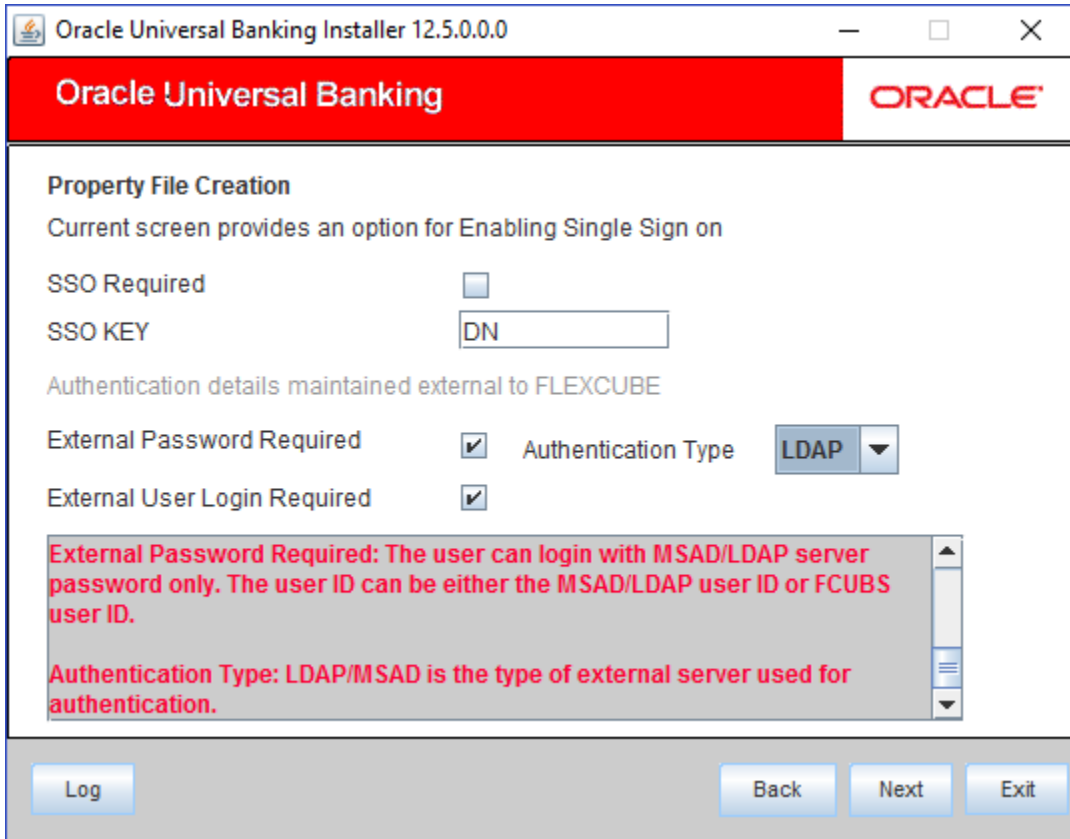 Oracle Universal Banking Installer 12.5.0.0.0
Oracle Universal Banking
ORACLE
Property File Creation
Current screen provides an option for Enabling Single Sign on
SSO Required
SSO KEY DN
Authentication details maintained external to FLEXCUBE
External Password Required Authentication Type LDAP
External User Login Required
External Password Required: The user can login with MSAD/LDAP server
password only. The user ID can be either the MSAD/LDAP user ID or FCUBS
user ID.
Authentication Type: LDAP/MSAD is the type of external server used for
authentication.
Log Back Next Exit